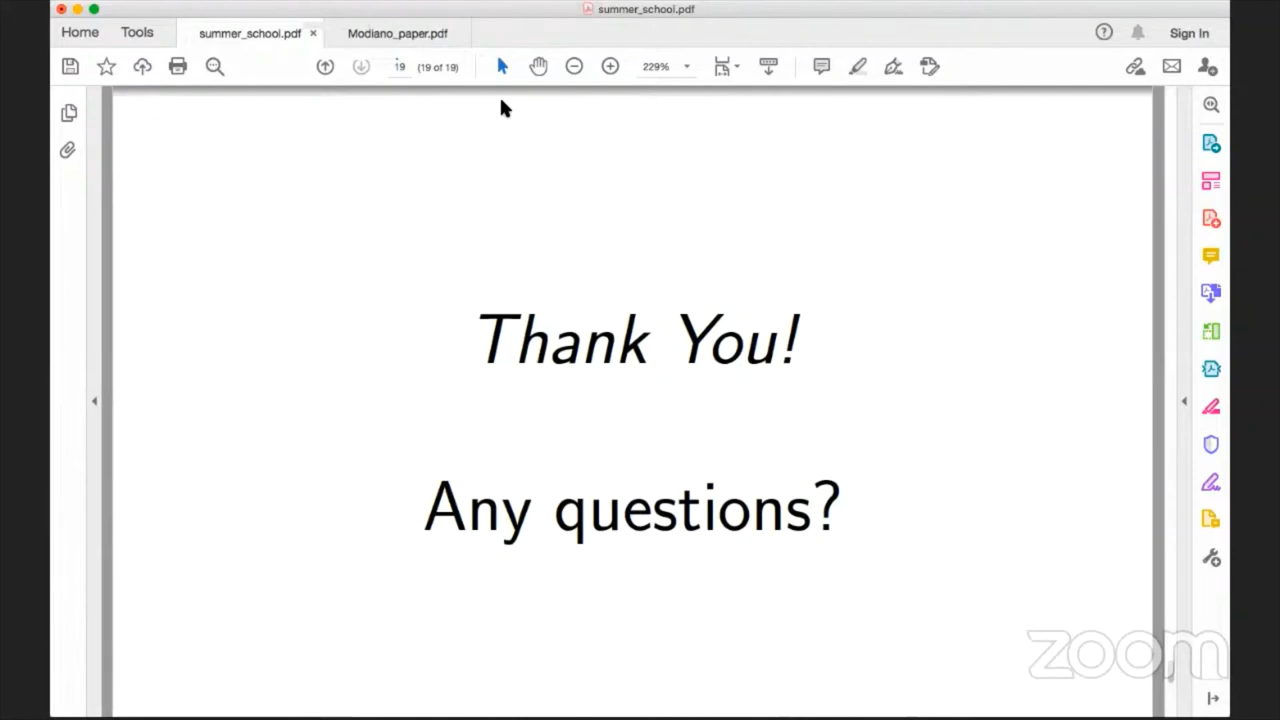 summer_school.pdf
Home Tools summer_school.pdf × Modiano_paper.pdf Sign In
19 (19 of 19) 229%
Thank You!
Any questions?
zoom